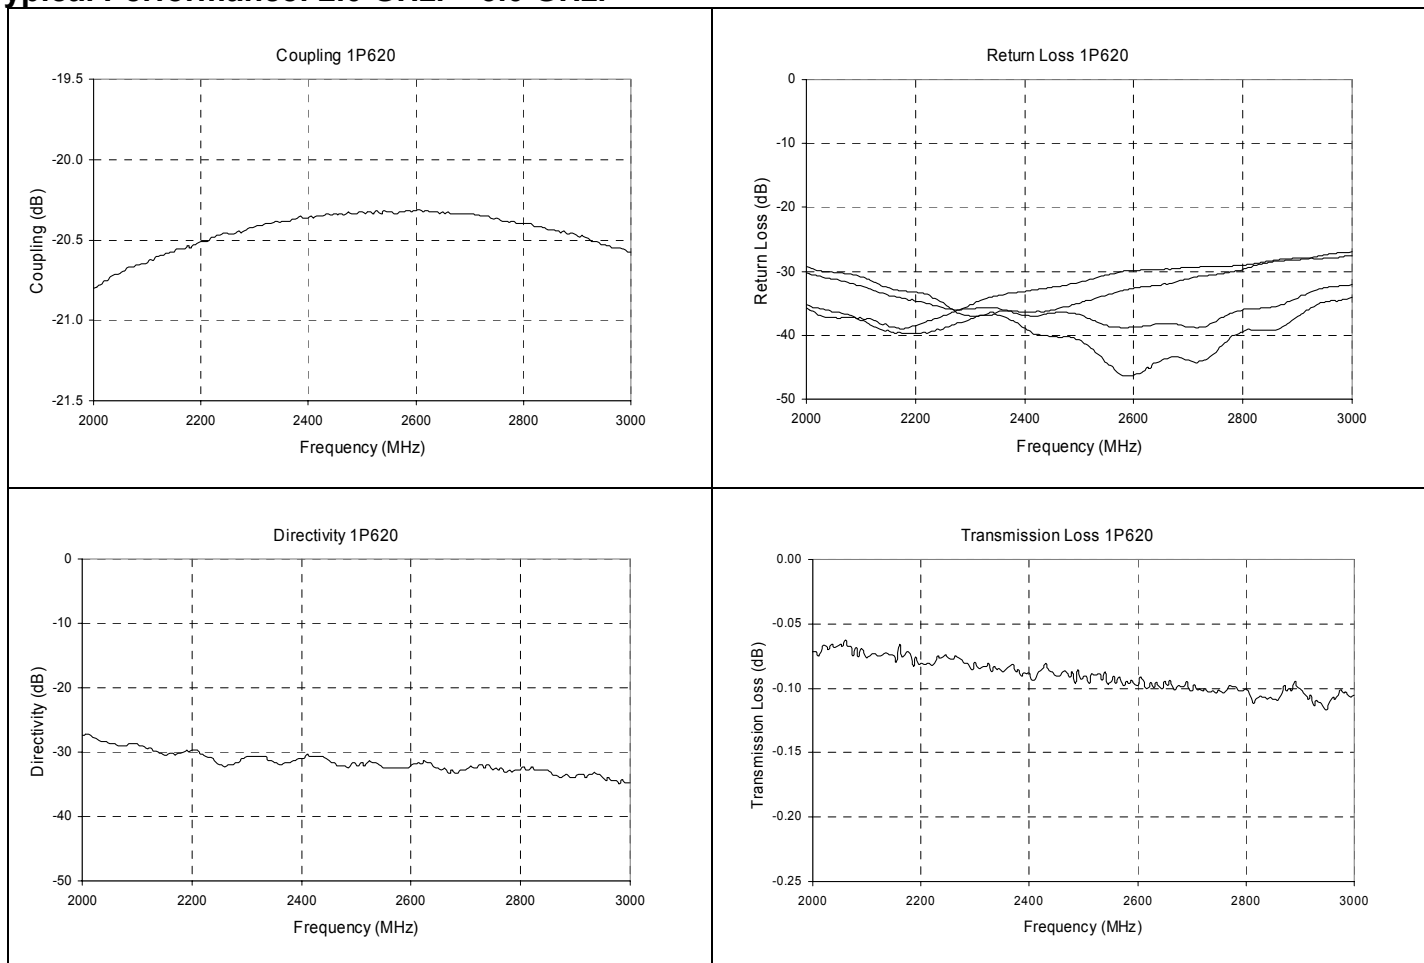 Coupling 1P620
-19.5
-20.0
-20.5
-21.0
-21.5
Coupling (dB)
2000 2200 2400 2600 2800 3000
Frequency (MHz)
Return Loss 1P620
0
-10
-20
-30
-40
-50
Return Loss (dB)
2000 2200 2400 2600 2800 3000
Frequency (MHz)
Directivity 1P620
0
-10
-20
-30
-40
-50
Directivity (dB)
2000 2200 2400 2600 2800 3000
Frequency (MHz)
Transmission Loss 1P620
0.00
-0.05
-0.10
-0.15
-0.20
-0.25
Transmission Loss (dB)
2000 2200 2400 2600 2800 3000
Frequency (MHz)